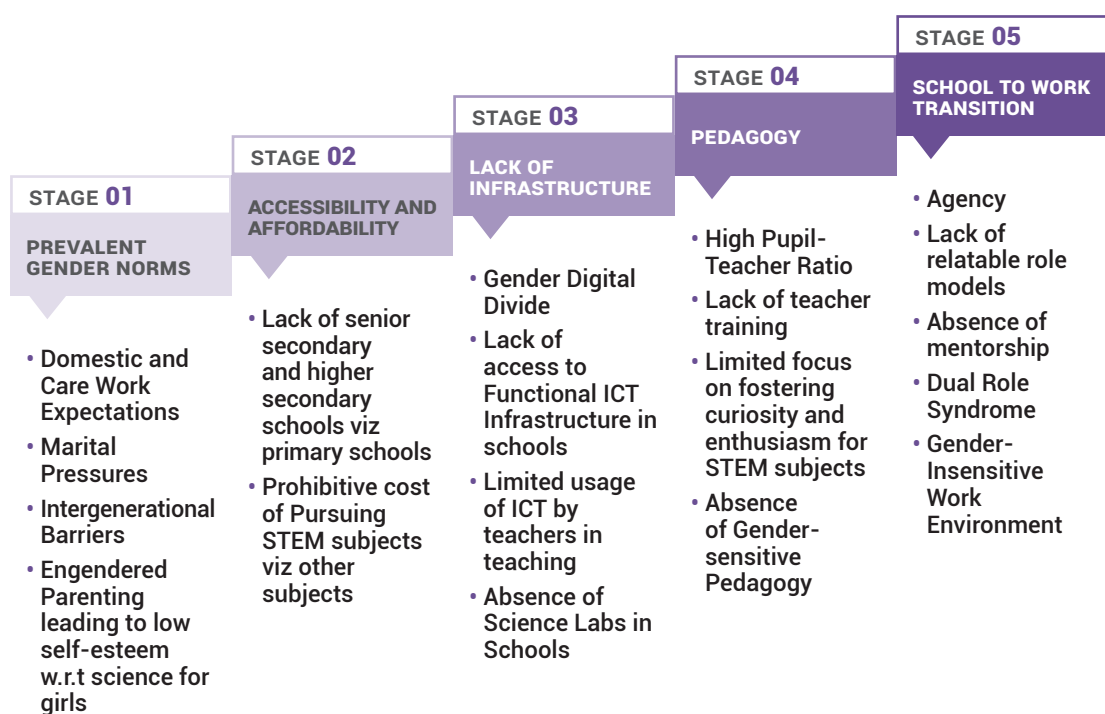 STAGE 01
PREVALENT
GENDER NORMS
• Domestic and
Care Work
Expectations
• Marital
Pressures
• Intergenerational
Barriers
• Engendered
Parenting
leading to low
self-esteem
w.r.t science for
girls
STAGE 02
ACCESSIBILITY AND
AFFORDABILITY
• Lack of senior
secondary
and higher
secondary
schools viz
primary schools
• Prohibitive cost
of Pursuing
STEM subjects
viz other
subjects
STAGE 03
LACK OF
INFRASTRUCTURE
• Gender Digital
Divide
• Lack of
access to
Functional ICT
Infrastructure in
schools
• Limited usage
of ICT by
teachers in
teaching
• Absence of
Science Labs in
Schools
STAGE 04
PEDAGOGY
• High Pupil-
Teacher Ratio
• Lack of teacher
training
• Limited focus
on fostering
curiosity and
enthusiasm for
STEM subjects
• Absence
of Gender-
sensitive
Pedagogy
STAGE 05
SCHOOL TO WORK
TRANSITION
• Agency
• Lack of
relatable role
models
• Absence of
mentorship
• Dual Role
Syndrome
• Gender-
Insensitive
Work
Environment